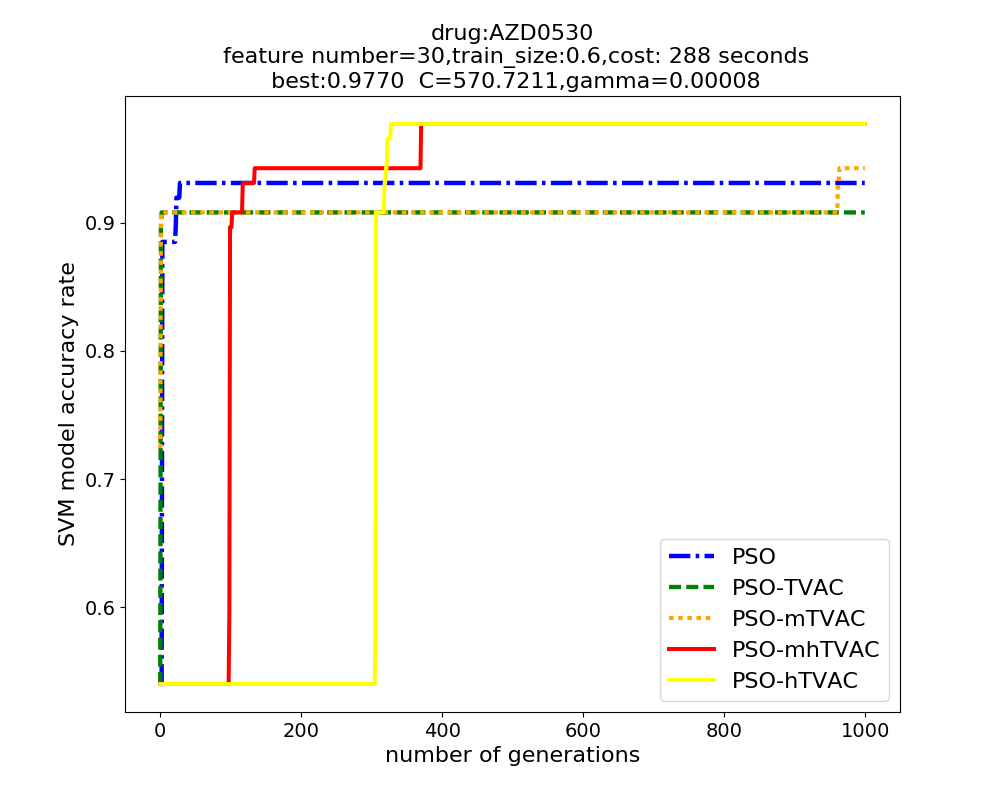 drug:AZD0530
feature number=30,train_size:0.6,cost: 288 seconds
best:0.9770  C=570.7211,gamma=0.00008
SVM model accuracy rate
0.9
0.8
0.7
0.6
PSO
PSO-TVAC
PSO-mTVAC
PSO-mhTVAC
PSO-hTVAC
0 200 400 600 800 1000
number of generations